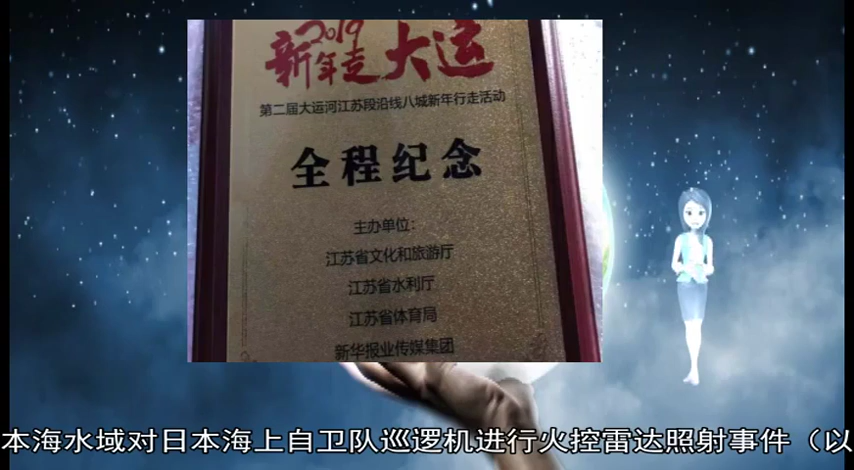 2019
新年走大运
第二届大运河江苏段沿线八城新年行走活动
全程纪念
主办单位：
江苏省文化和旅游厅
江苏省水利厅
江苏省体育局
新华报业传媒集团
本海水域对日本海上自卫队巡逻机进行火控雷达照射事件（以